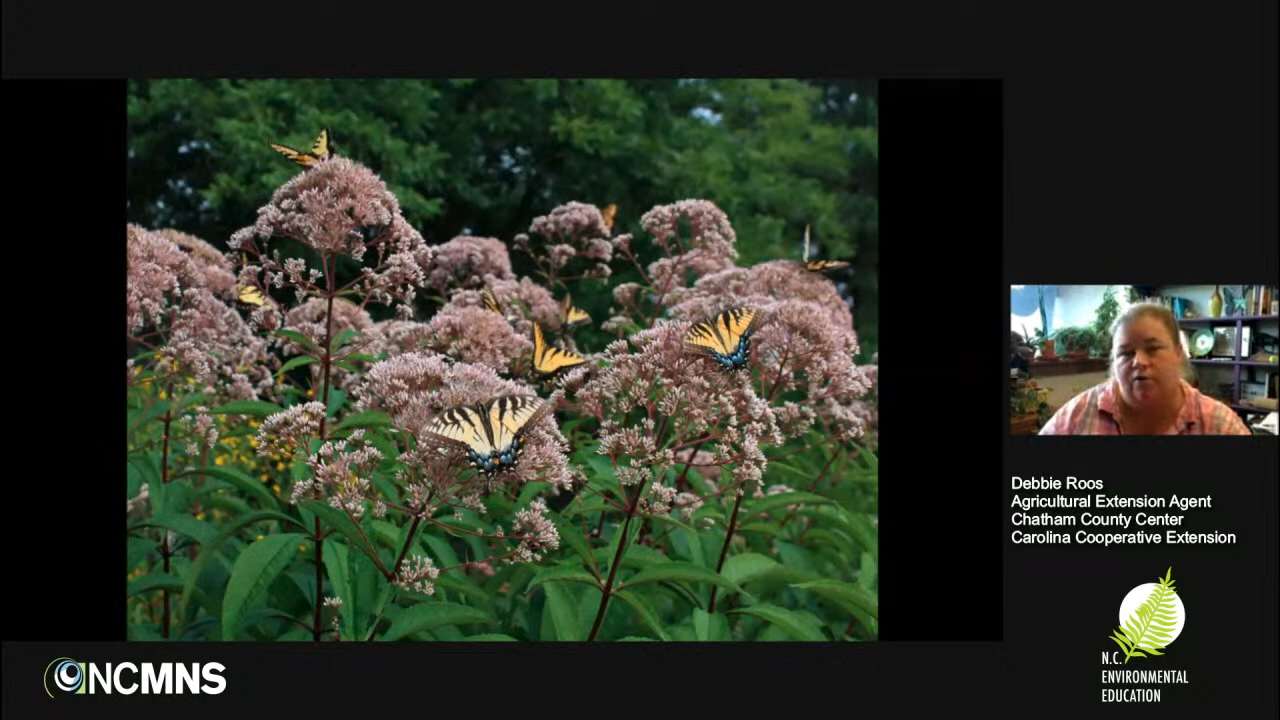 Debbie Roos
Agricultural Extension Agent
Chatham County Center
Carolina Cooperative Extension
NCMNS
N.C.
ENVIRONMENTAL
EDUCATION